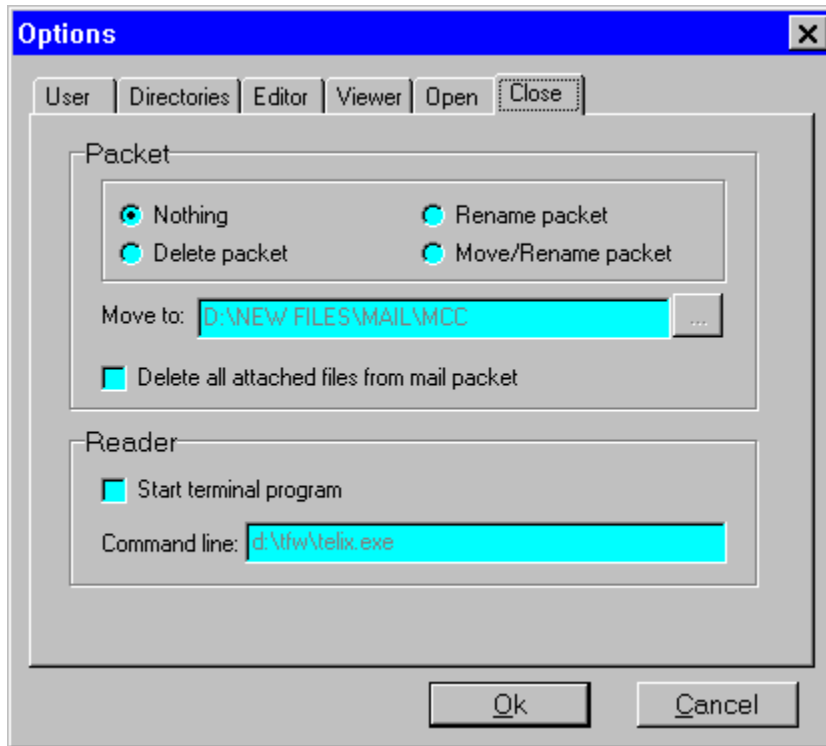 Options
User Directories Editor Viewer Open Close
Packet
Nothing Rename packet
Delete packet Move/Rename packet
Move to: D:\NEW FILES\MAIL\MCC ...
Delete all attached files from mail packet
Reader
Start terminal program
Command line: d:\tfw\telix.exe
Ok Cancel